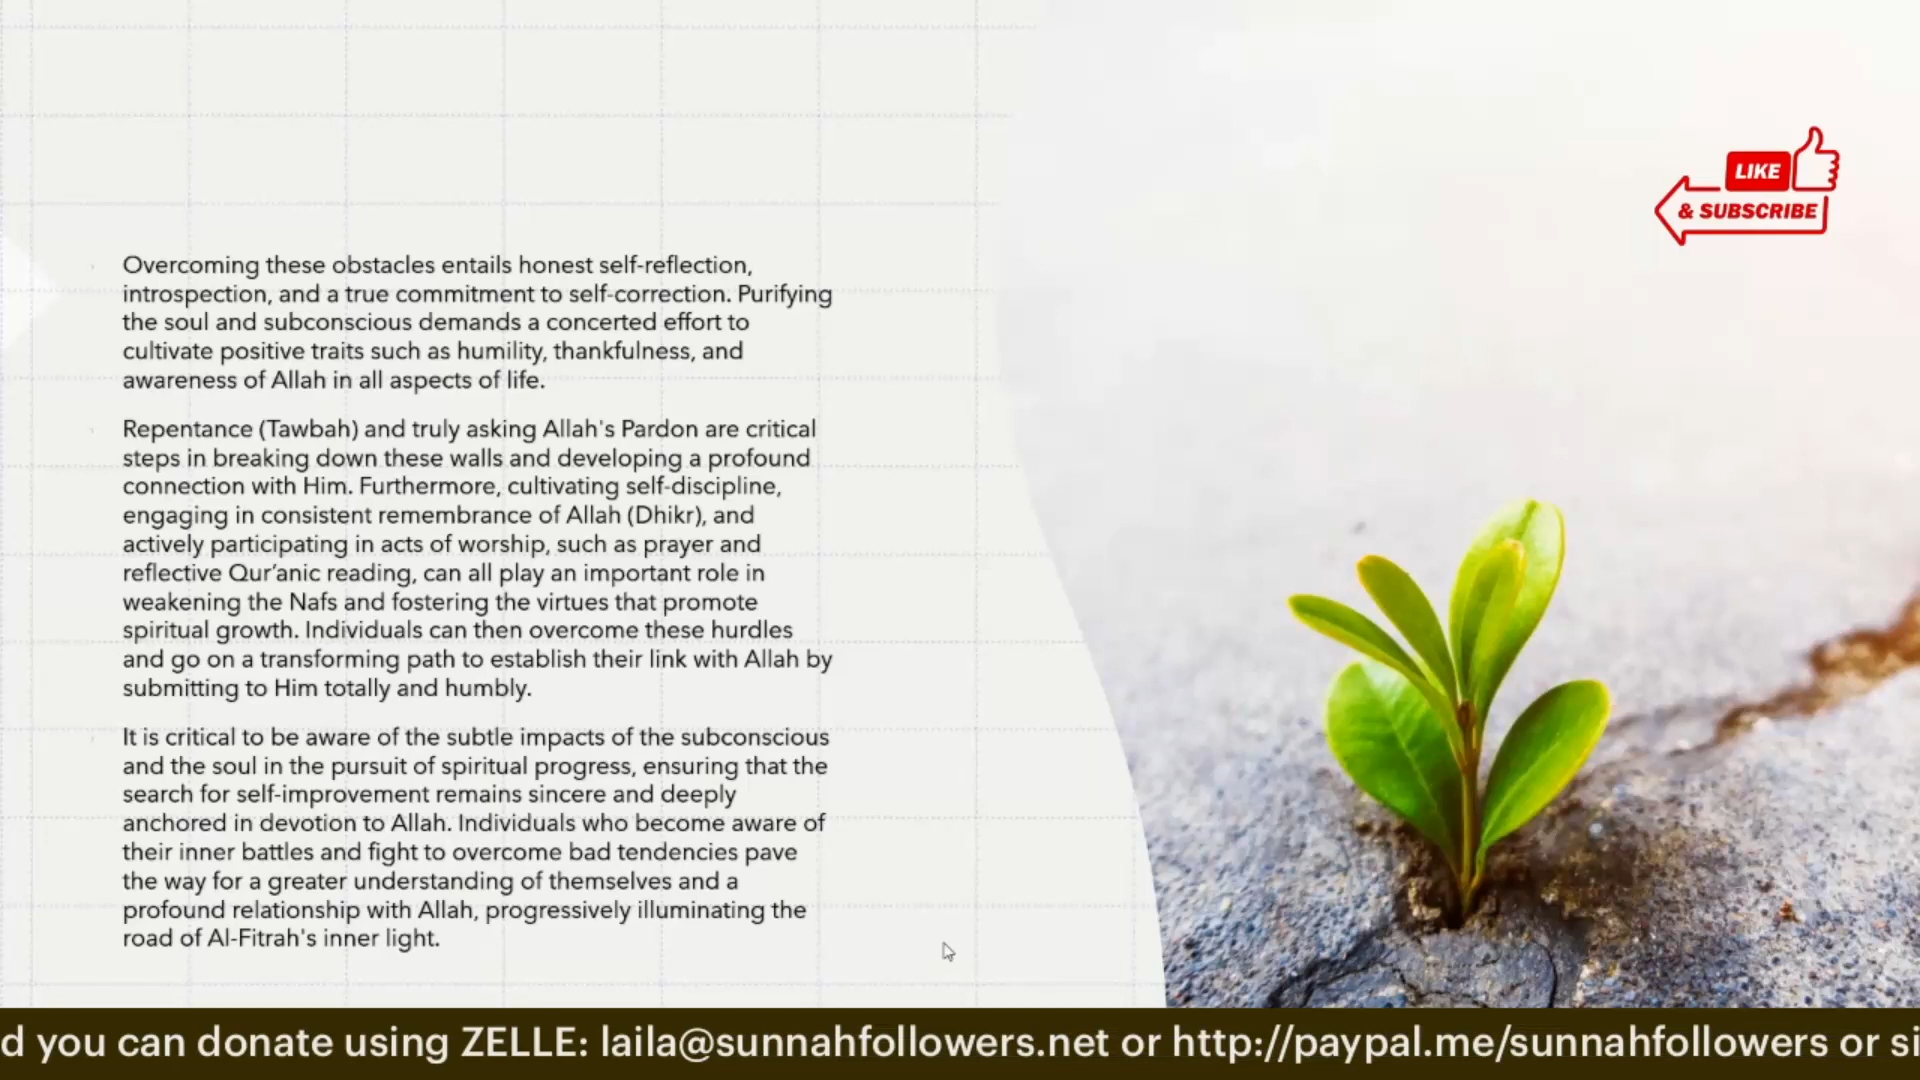 LIKE
& SUBSCRIBE
Overcoming these obstacles entails honest self-reflection,
introspection, and a true commitment to self-correction. Purifying
the soul and subconscious demands a concerted effort to
cultivate positive traits such as humility, thankfulness, and
awareness of Allah in all aspects of life.
Repentance (Tawbah) and truly asking Allah's Pardon are critical
steps in breaking down these walls and developing a profound
connection with Him. Furthermore, cultivating self-discipline,
engaging in consistent remembrance of Allah (Dhikr), and
actively participating in acts of worship, such as prayer and
reflective Qur’anic reading, can all play an important role in
weakening the Nafs and fostering the virtues that promote
spiritual growth. Individuals can then overcome these hurdles
and go on a transforming path to establish their link with Allah by
submitting to Him totally and humbly.
It is critical to be aware of the subtle impacts of the subconscious
and the soul in the pursuit of spiritual progress, ensuring that the
search for self-improvement remains sincere and deeply
anchored in devotion to Allah. Individuals who become aware of
their inner battles and fight to overcome bad tendencies pave
the way for a greater understanding of themselves and a
profound relationship with Allah, progressively illuminating the
road of Al-Fitrah's inner light.
d you can donate using ZELLE: laila@sunnahfollowers.net or http://paypal.me/sunnahfollowers or si